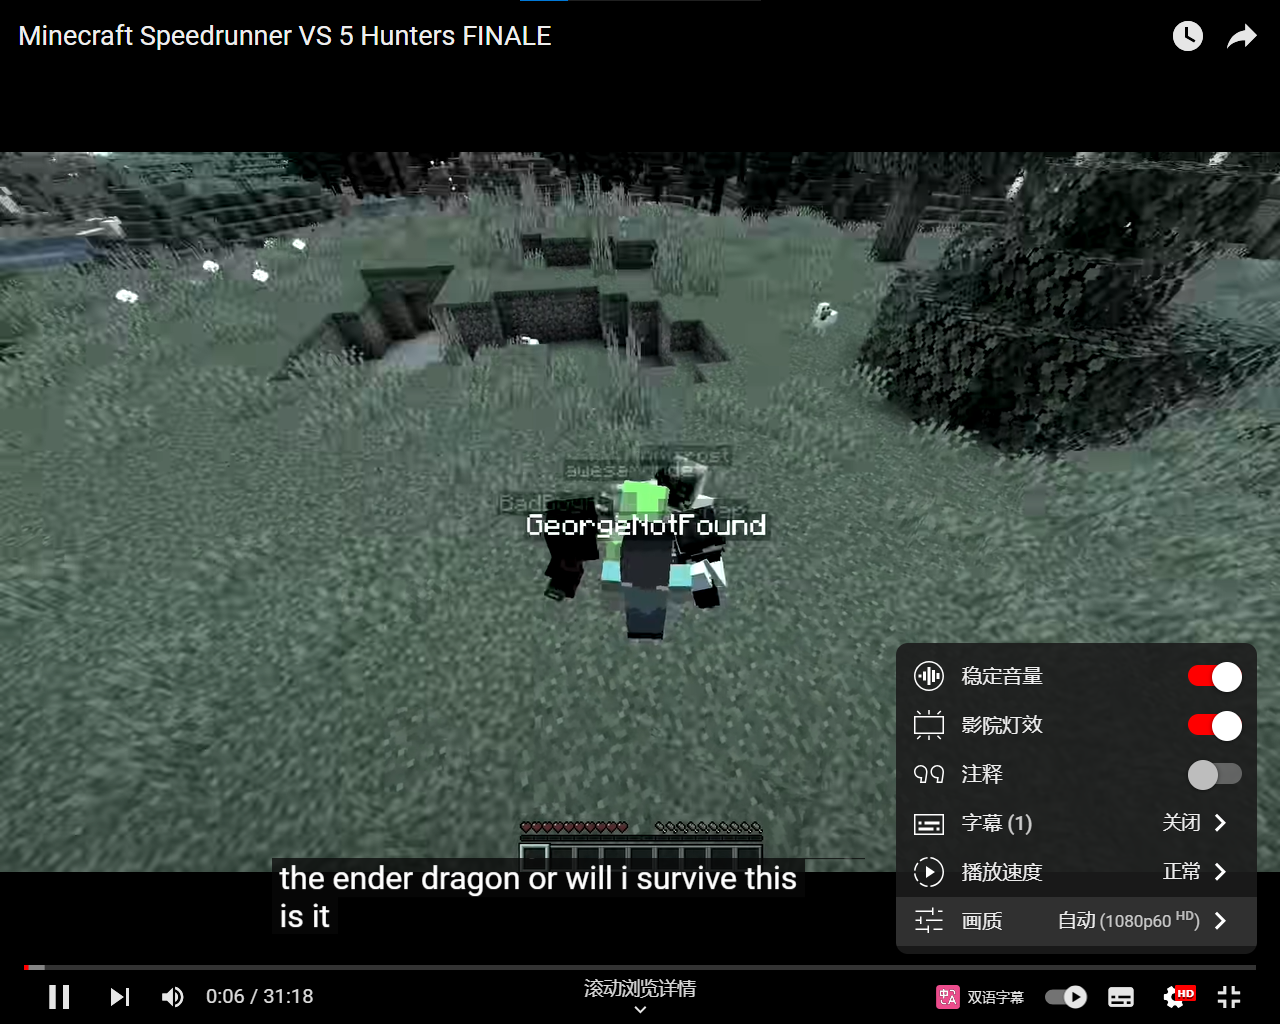 Minecraft Speedrunner VS 5 Hunters FINALE
GeorgeNotFound
稳定音量
影院灯效
注释
字幕 (1) 关闭
播放速度 正常
画质 自动 (1080p60 HD)
the ender dragon or will i survive this
is it
0:06 / 31:18
滚动浏览详情
双语字幕
HD